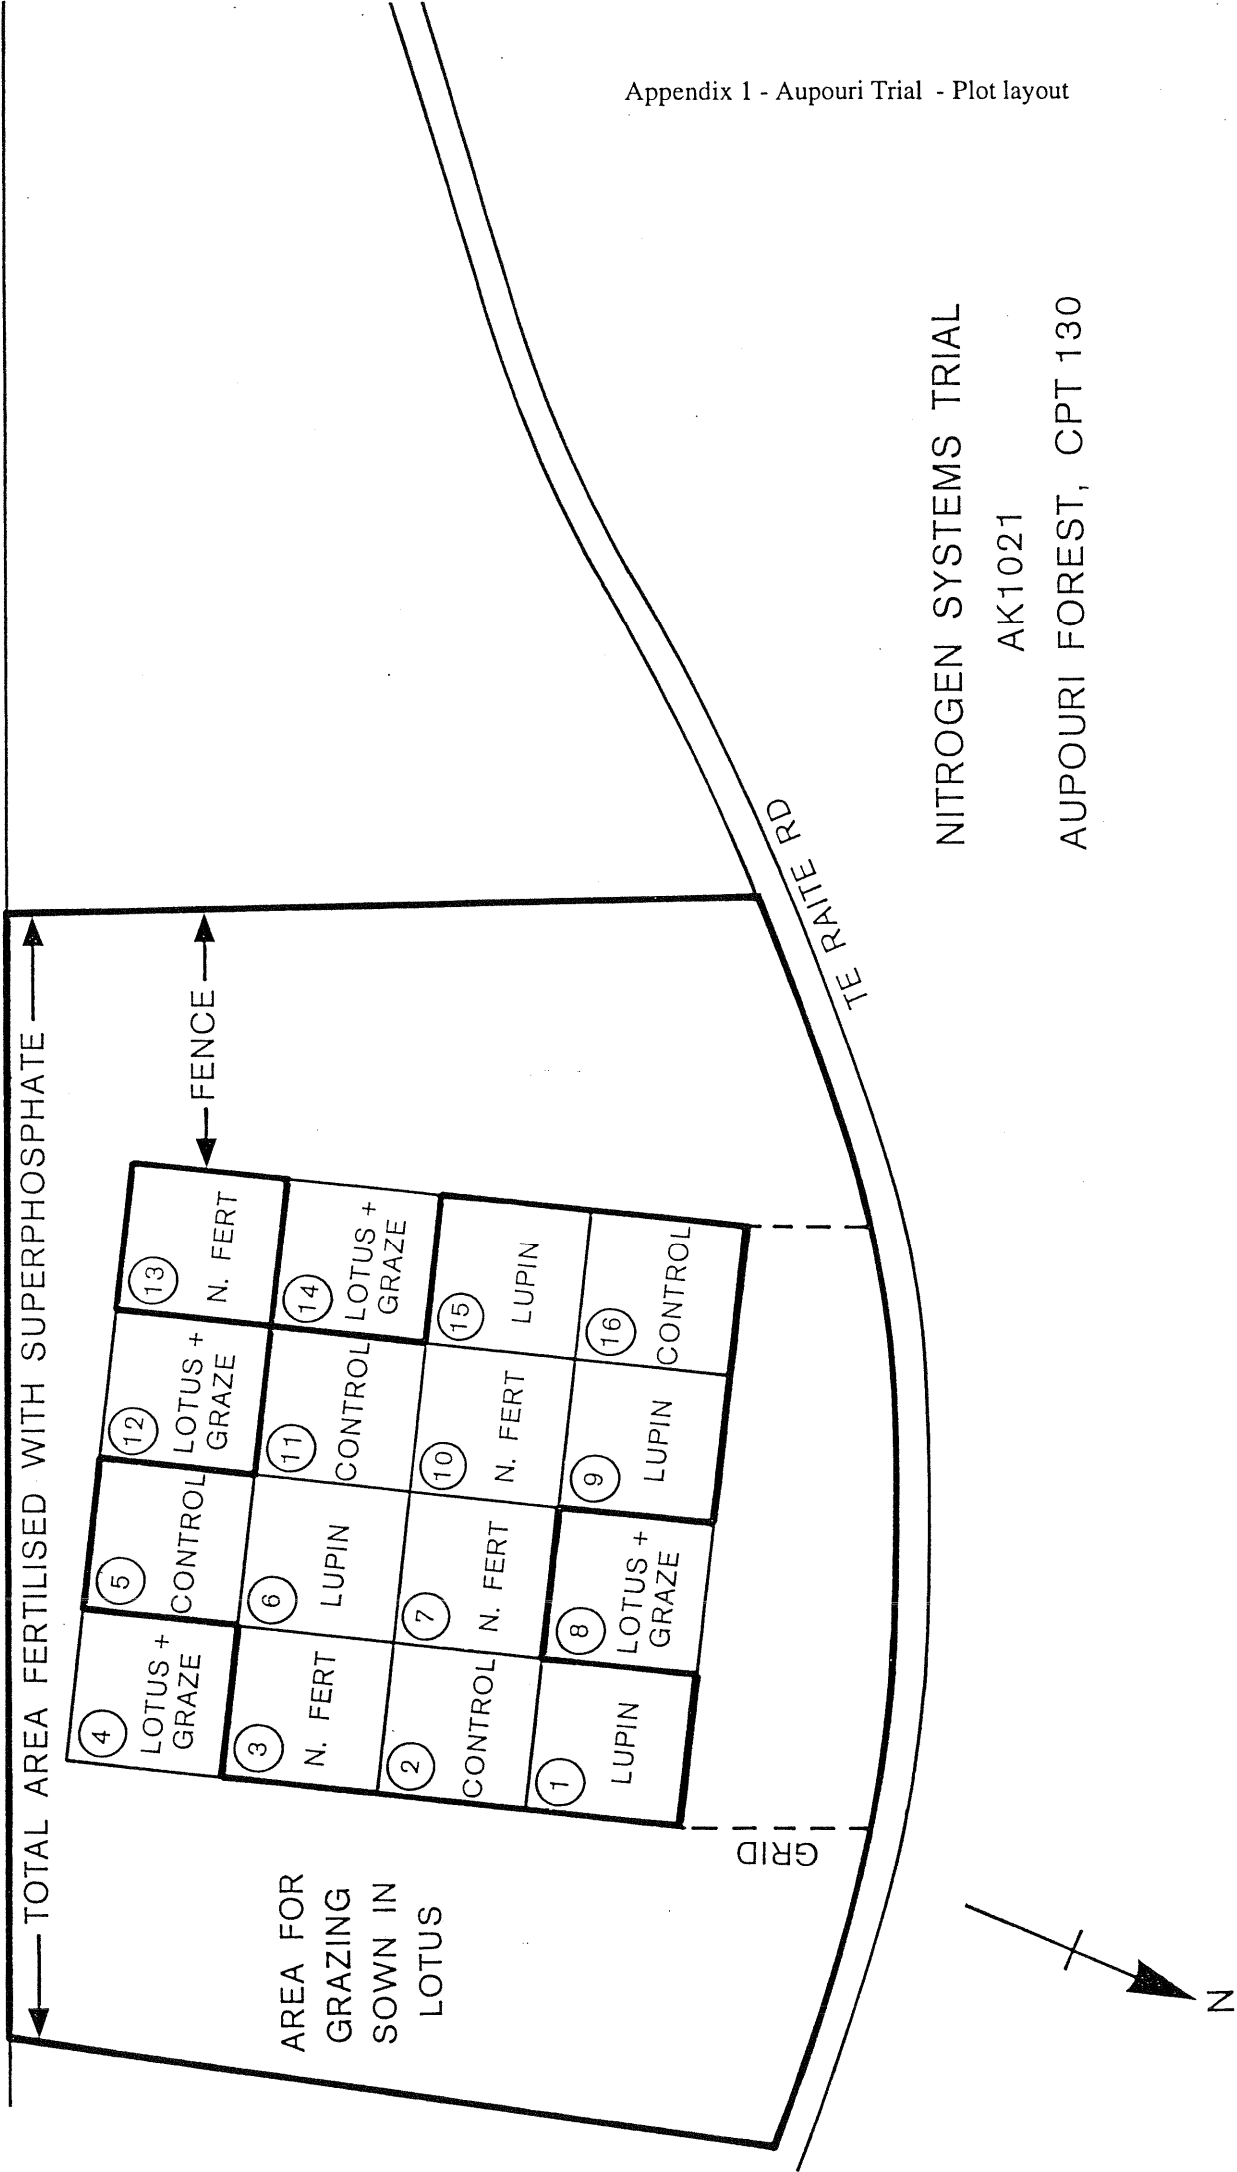 Appendix 1 - Aupouri Trial - Plot layout
NITROGEN SYSTEMS TRIAL
AK1021
AUPOURI FOREST, CPT 130
TOTAL AREA FERTILISED WITH SUPERPHOSPHATE
FENCE
TE RAITE RD
4
LOTUS +
GRAZE
5
CONTROL
12
LOTUS +
GRAZE
13
N. FERT
3
N. FERT
6
LUPIN
11
CONTROL
14
LOTUS +
GRAZE
2
CONTROL
7
N. FERT
10
N. FERT
15
LUPIN
1
LUPIN
8
LOTUS +
GRAZE
9
LUPIN
16
CONTROL
AREA FOR
GRAZING
SOWN IN
LOTUS
GRID
N